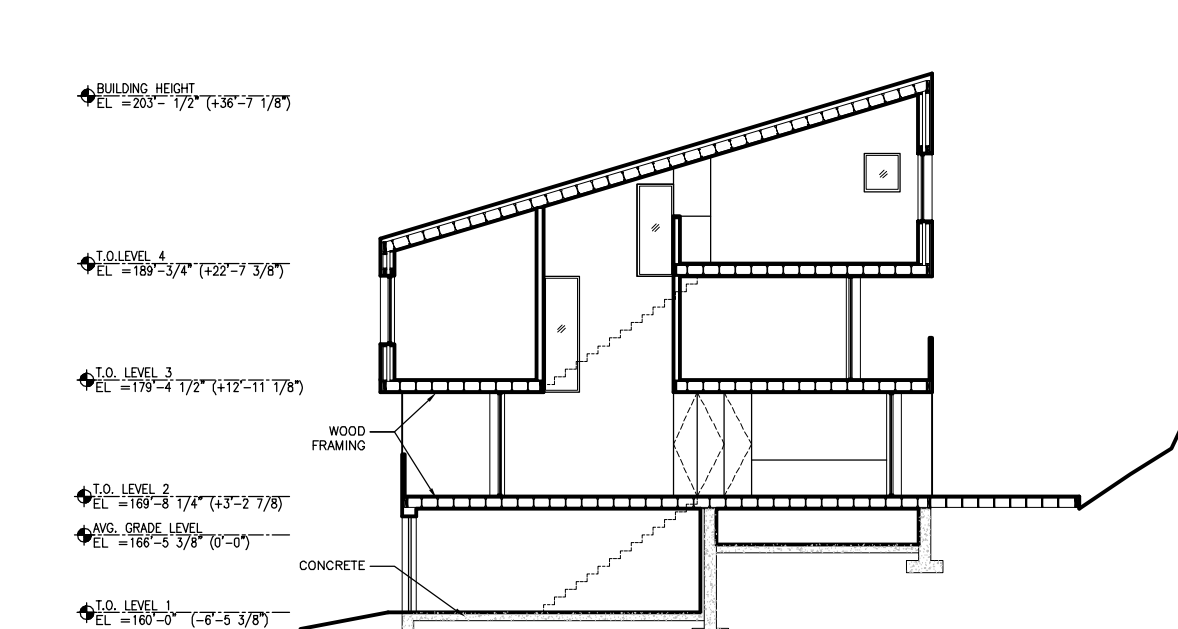 BUILDING HEIGHT
EL =203'- 1/2" (+36'-7 1/8")
T.O.LEVEL 4
EL =189'-3/4" (+22'-7 3/8")
T.O. LEVEL 3
EL =179'-4 1/2" (+12'-11 1/8")
WOOD
FRAMING
T.O. LEVEL 2
EL =169'-8 1/4" (+3'-2 7/8)
AVG. GRADE LEVEL
EL =166'-5 3/8" (0'-0")
CONCRETE
T.O. LEVEL 1
EL =160'-0" (-6'-5 3/8")